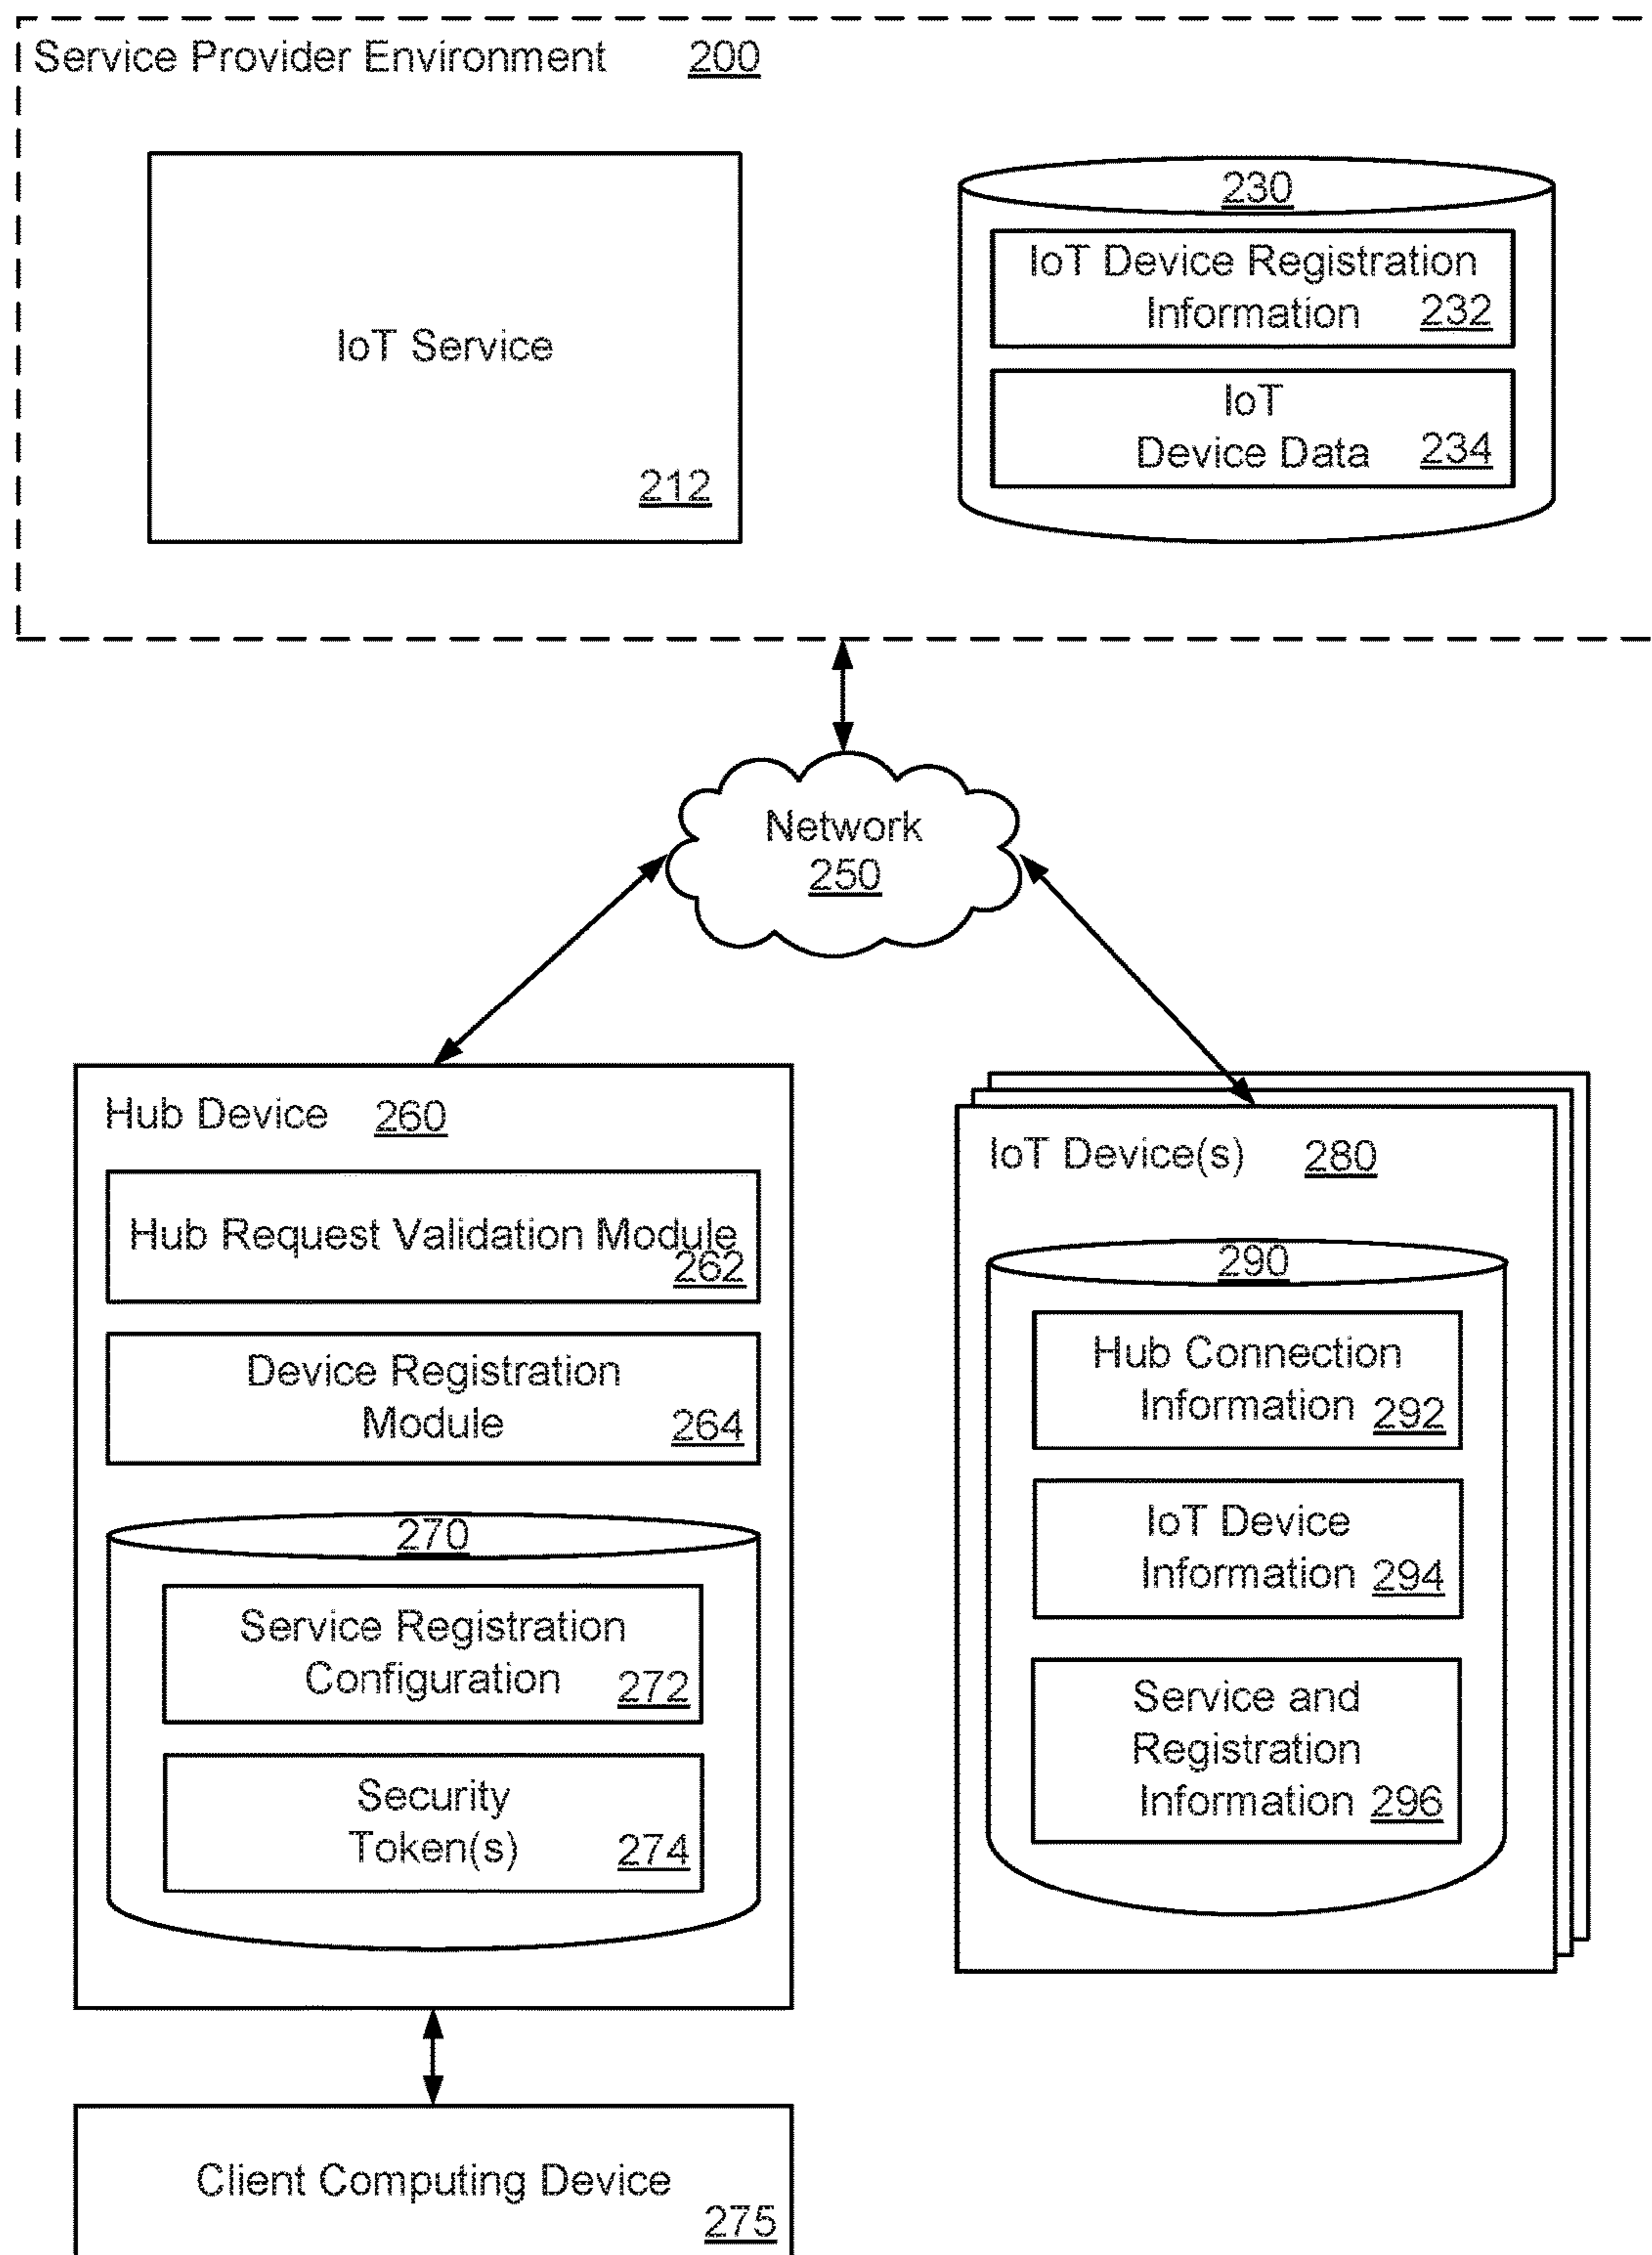 Service Provider Environment 200
IoT Service
212
230
IoT Device Registration
Information 232
IoT
Device Data 234
Network
250
Hub Device 260
Hub Request Validation Module
262
Device Registration
Module 264
270
Service Registration
Configuration 272
Security
Token(s) 274
IoT Device(s) 280
290
Hub Connection
Information 292
IoT Device
Information 294
Service and
Registration
Information 296
Client Computing Device
275